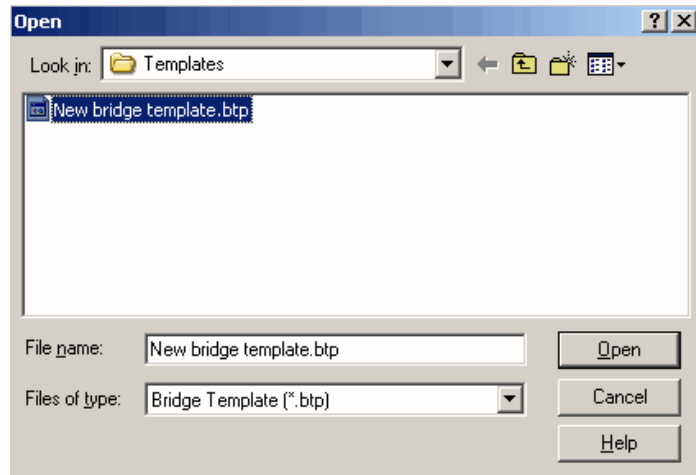 Open
Look in: Templates
New bridge template.btp
File name: New bridge template.btp Open
Files of type: Bridge Template (*.btp) Cancel
Help